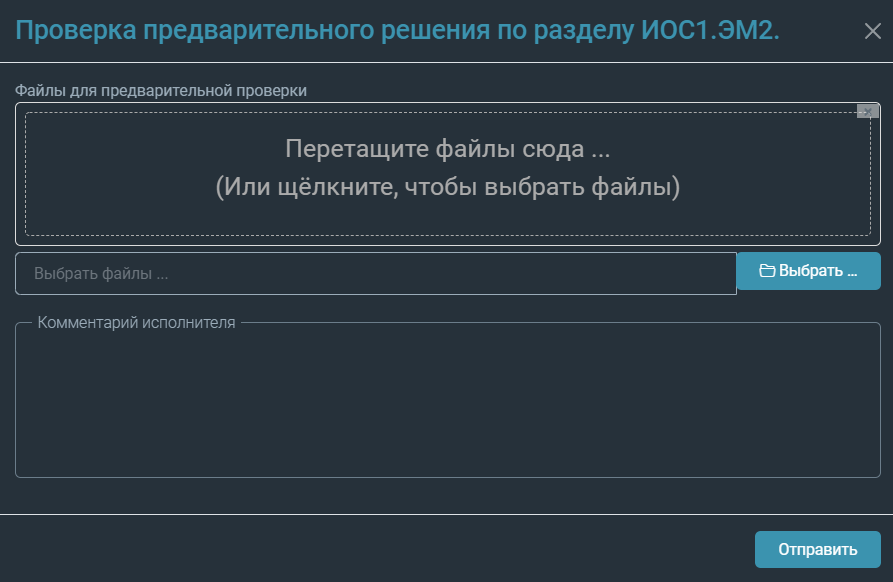 Проверка предварительного решения по разделу ИОС1.ЭМ2.
Файлы для предварительной проверки
Перетащите файлы сюда ...
(Или щёлкните, чтобы выбрать файлы)
Выбрать файлы ...
Выбрать ...
Комментарий исполнителя
Отправить